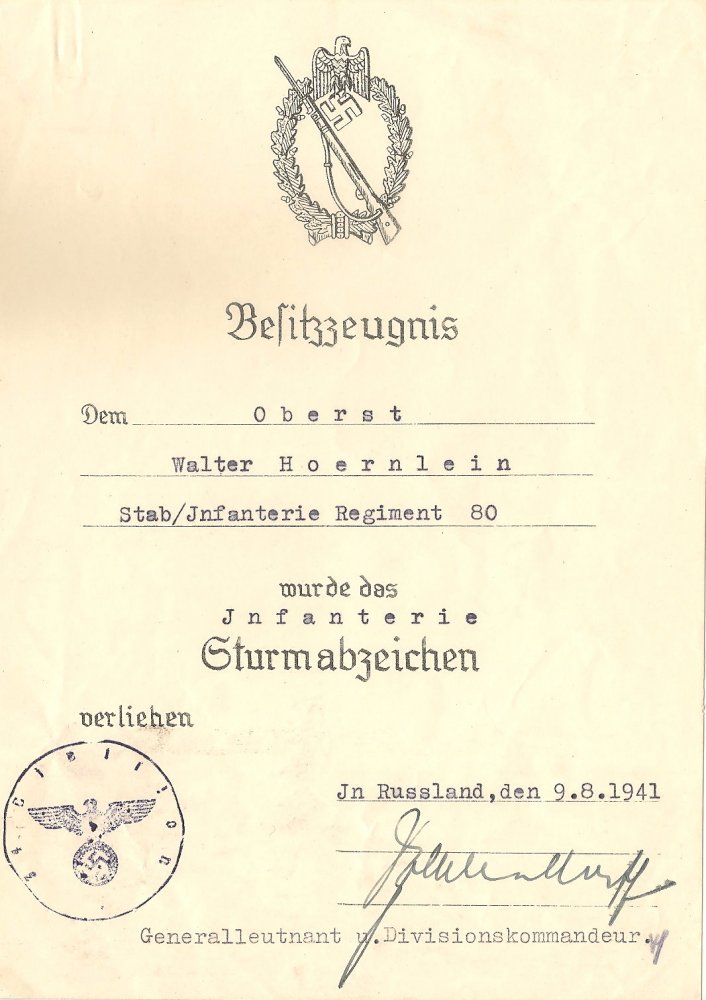 Besitzzeugnis
Dem Oberst
Walter Hoernlein
Stab/Jnfanterie Regiment 80
wurde das
Jnfanterie
Sturmabzeichen
verliehen
Jn Russland,den 9.8.1941
Generalleutnant u.Divisionskommandeur.